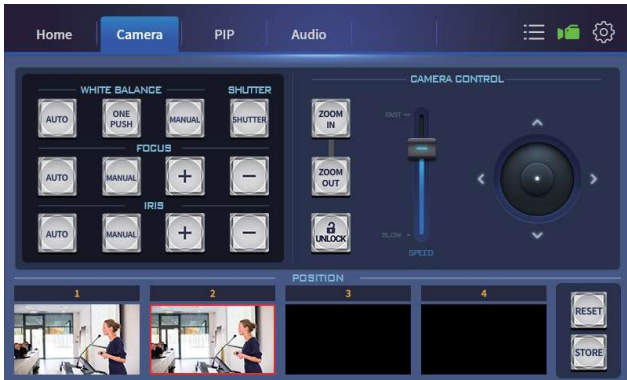 Home Camera PIP Audio
WHITE BALANCE SHUTTER
AUTO ONE PUSH MANUAL SHUTTER
FOCUS
AUTO MANUAL + −
IRIS
AUTO MANUAL + −
CAMERA CONTROL
ZOOM IN
FAST
ZOOM OUT
UNLOCK
SLOW
SPEED
POSITION
1 2 3 4
RESET
STORE